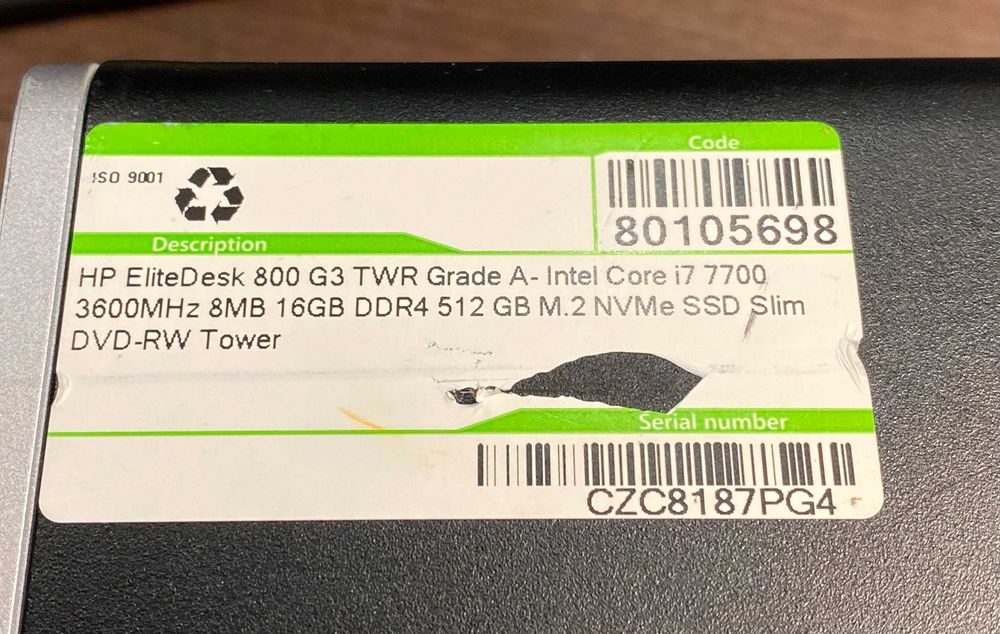 Code
ISO 9001
80105698
Description
HP EliteDesk 800 G3 TWR Grade A- Intel Core i7 7700
3600MHz 8MB 16GB DDR4 512 GB M.2 NVMe SSD Slim
DVD-RW Tower
Serial number
CZC8187PG4